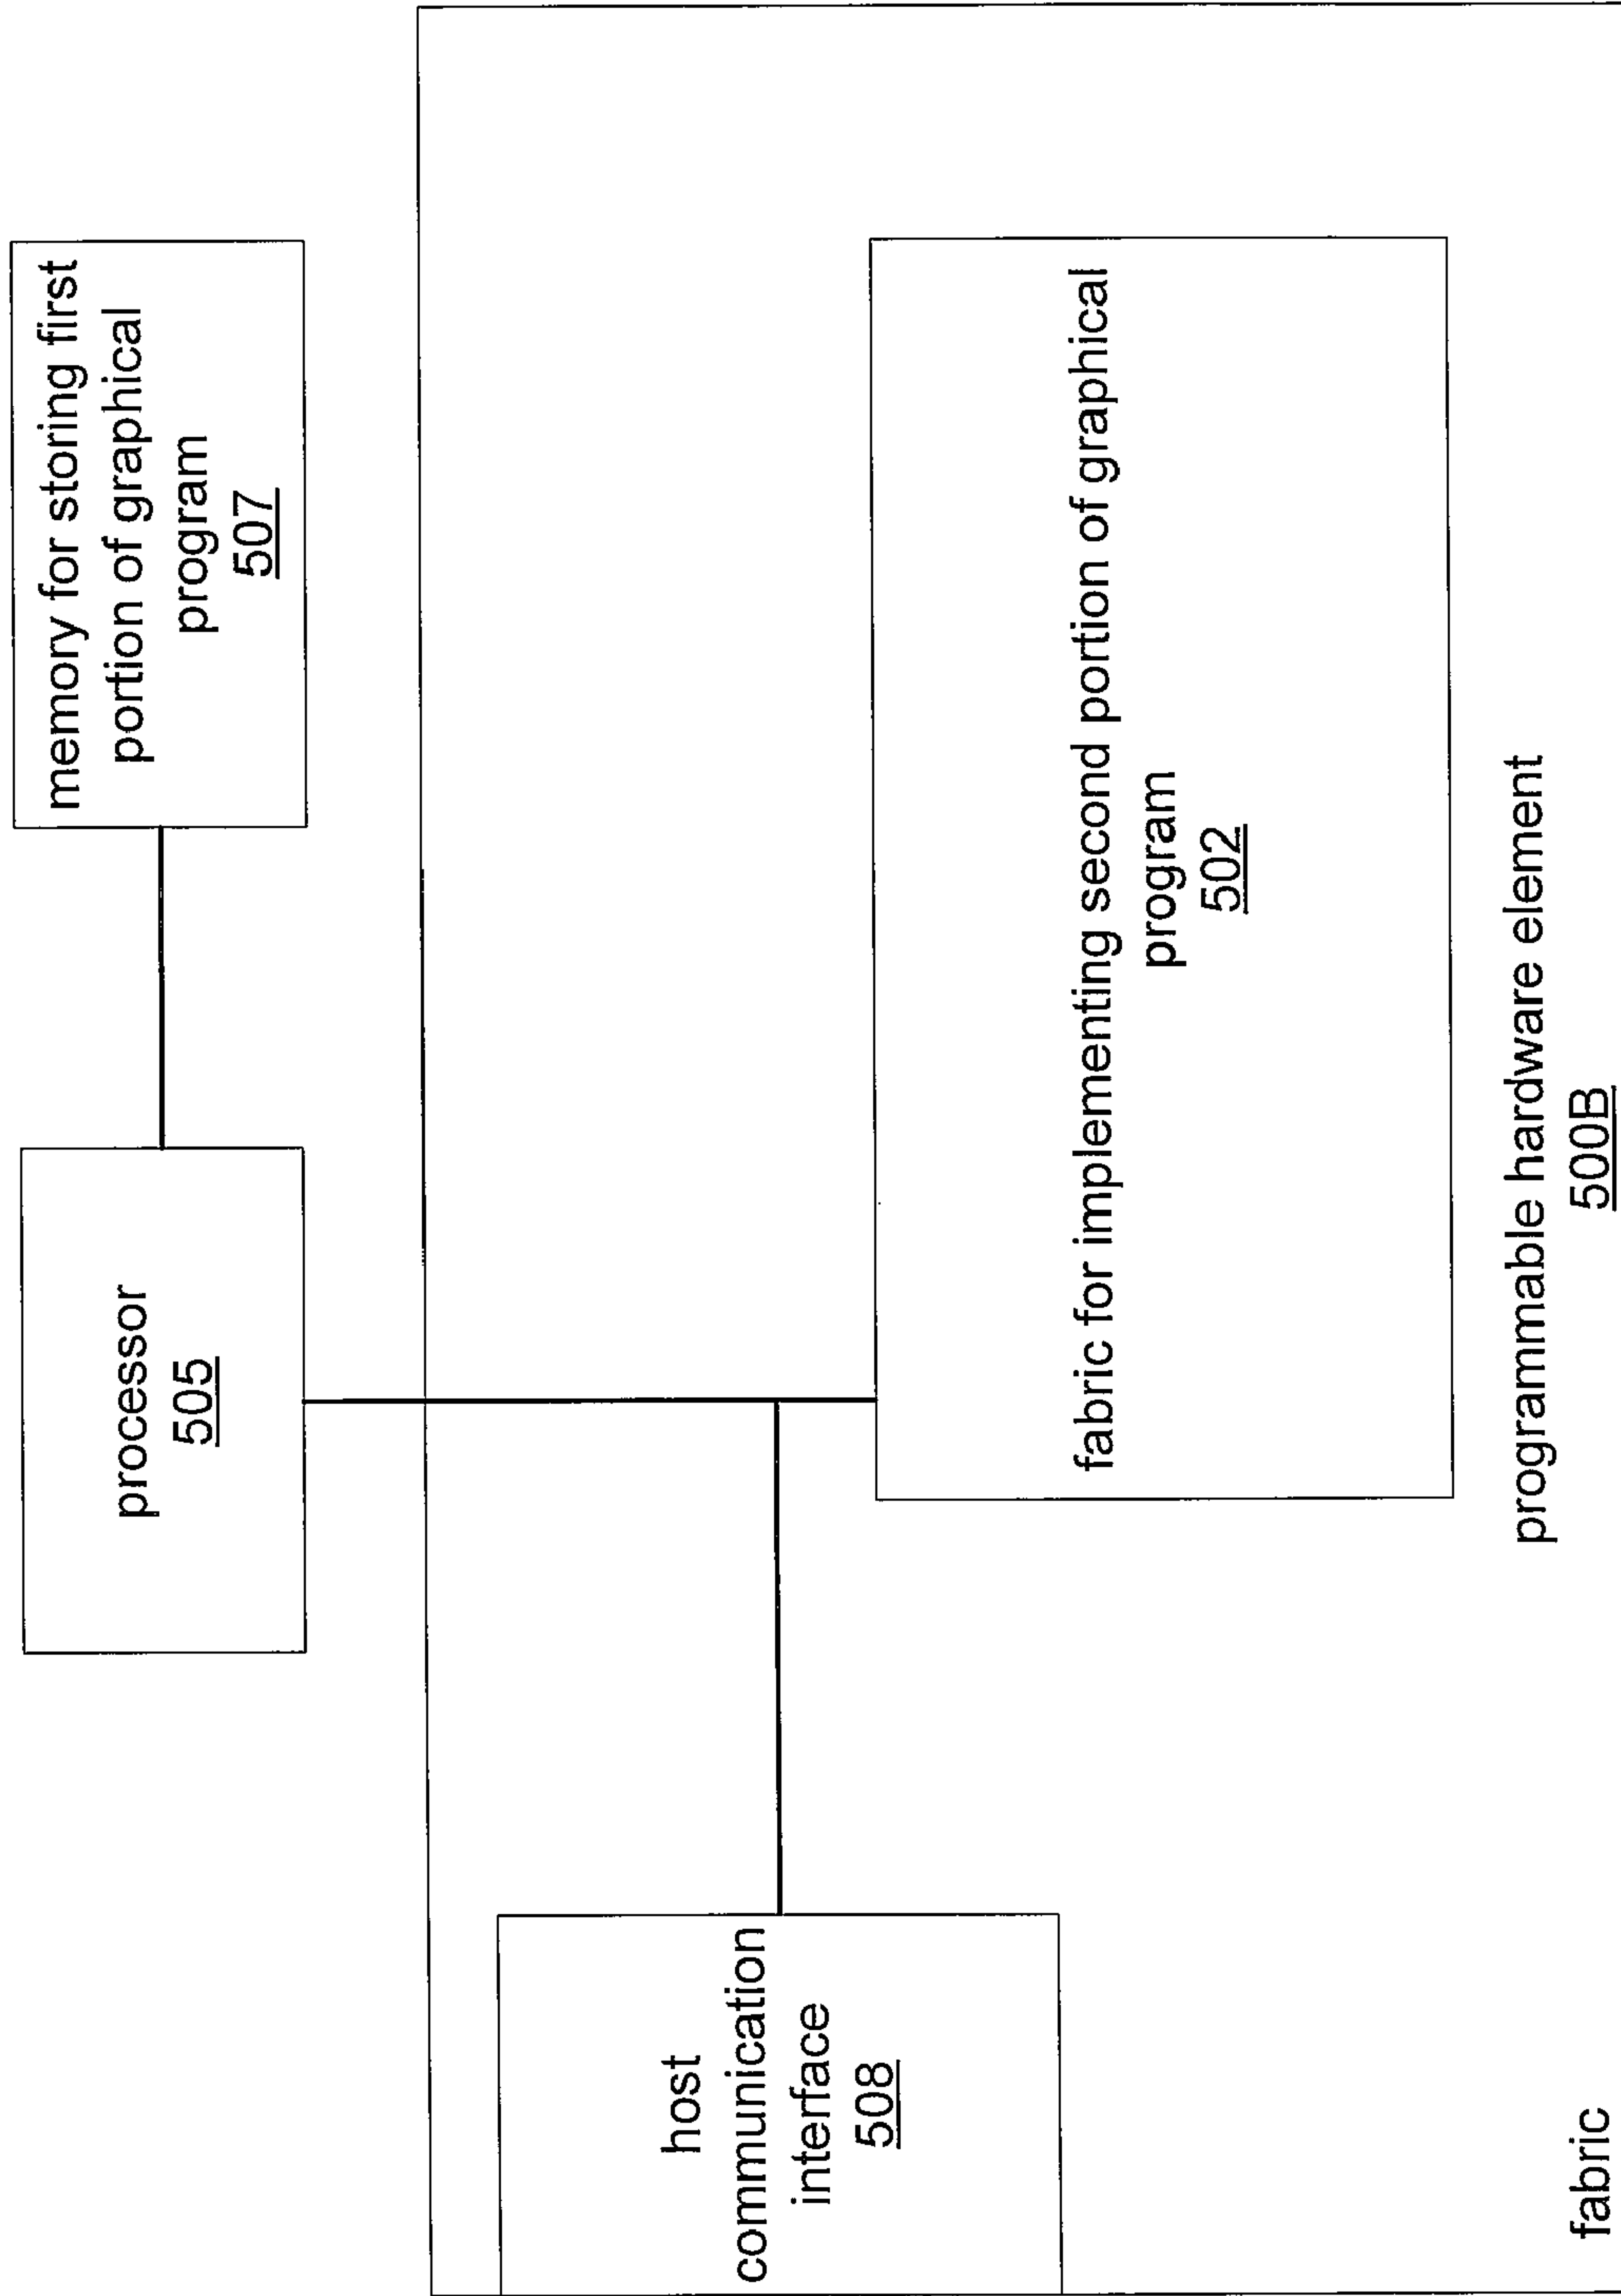 processor
505
memory for storing first
portion of graphical
program
507
host
communication
interface
508
fabric for implementing second portion of graphical
program
502
programmable hardware element
500B
fabric